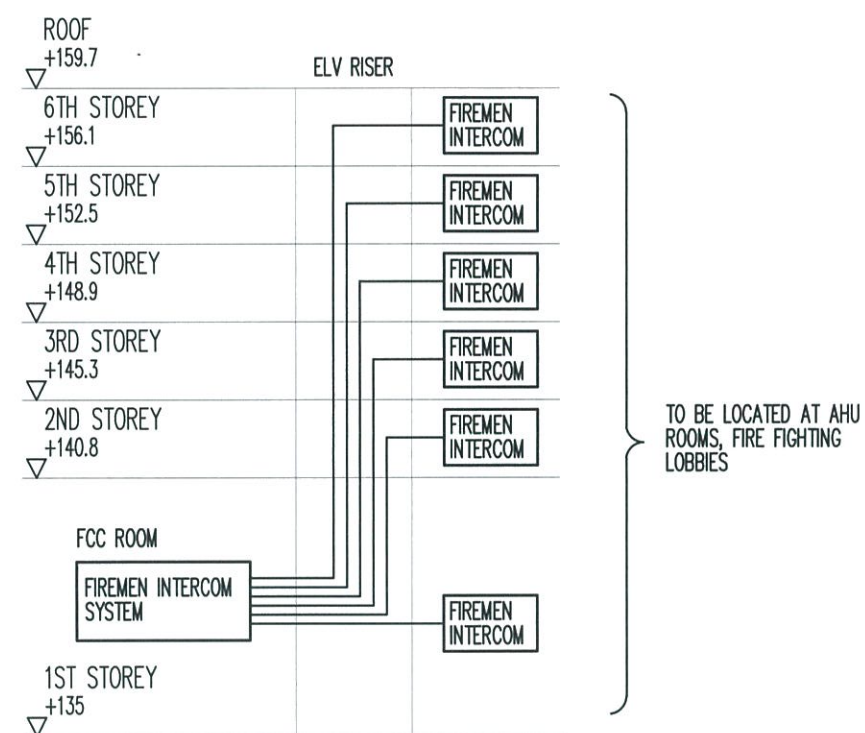 ROOF
+159.7
ELV RISER
6TH STOREY
+156.1
FIREMEN
INTERCOM
5TH STOREY
+152.5
FIREMEN
INTERCOM
4TH STOREY
+148.9
FIREMEN
INTERCOM
3RD STOREY
+145.3
FIREMEN
INTERCOM
2ND STOREY
+140.8
FIREMEN
INTERCOM
TO BE LOCATED AT AHU
ROOMS, FIRE FIGHTING
LOBBIES
FCC ROOM
FIREMEN INTERCOM
SYSTEM
FIREMEN
INTERCOM
1ST STOREY
+135